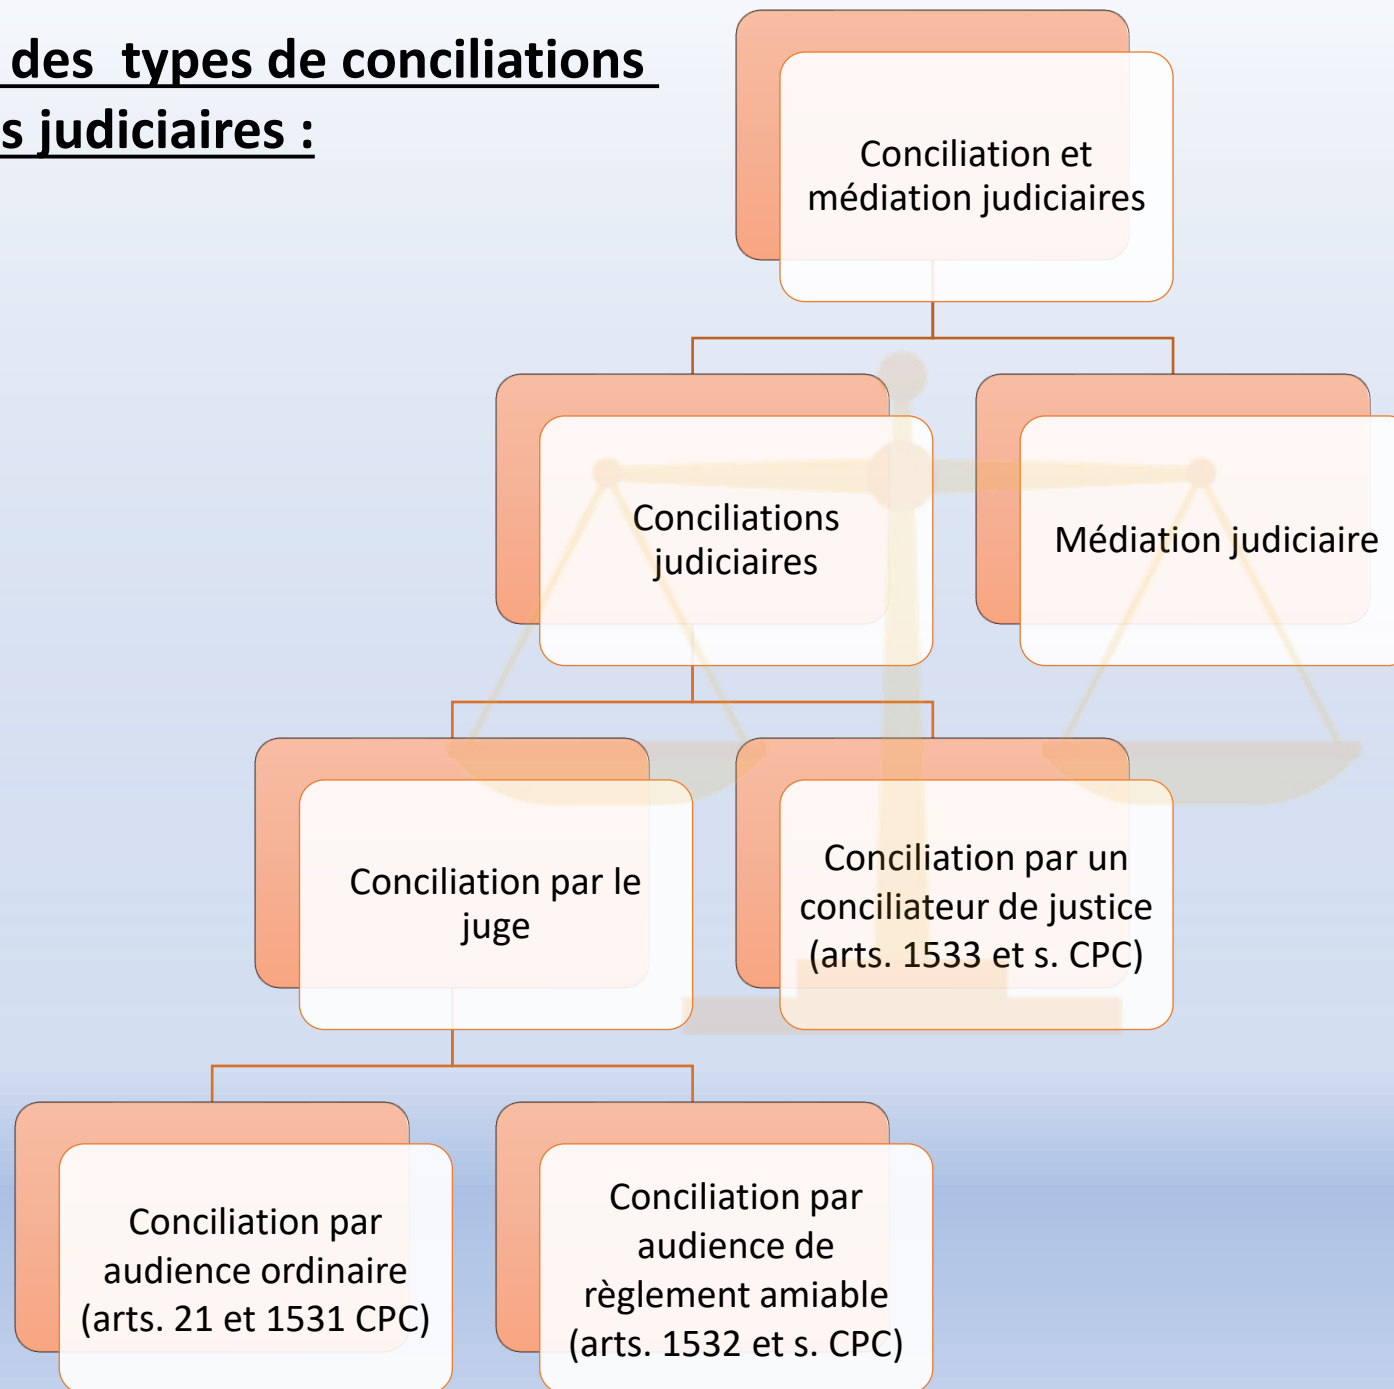 des types de conciliations
s judiciaires :
Conciliation et
médiation judiciaires
Conciliations
judiciaires
Médiation judiciaire
Conciliation par le
juge
Conciliation par un
conciliateur de justice
(arts. 1533 et s. CPC)
Conciliation par
audience ordinaire
(arts. 21 et 1531 CPC)
Conciliation par
audience de
règlement amiable
(arts. 1532 et s. CPC)